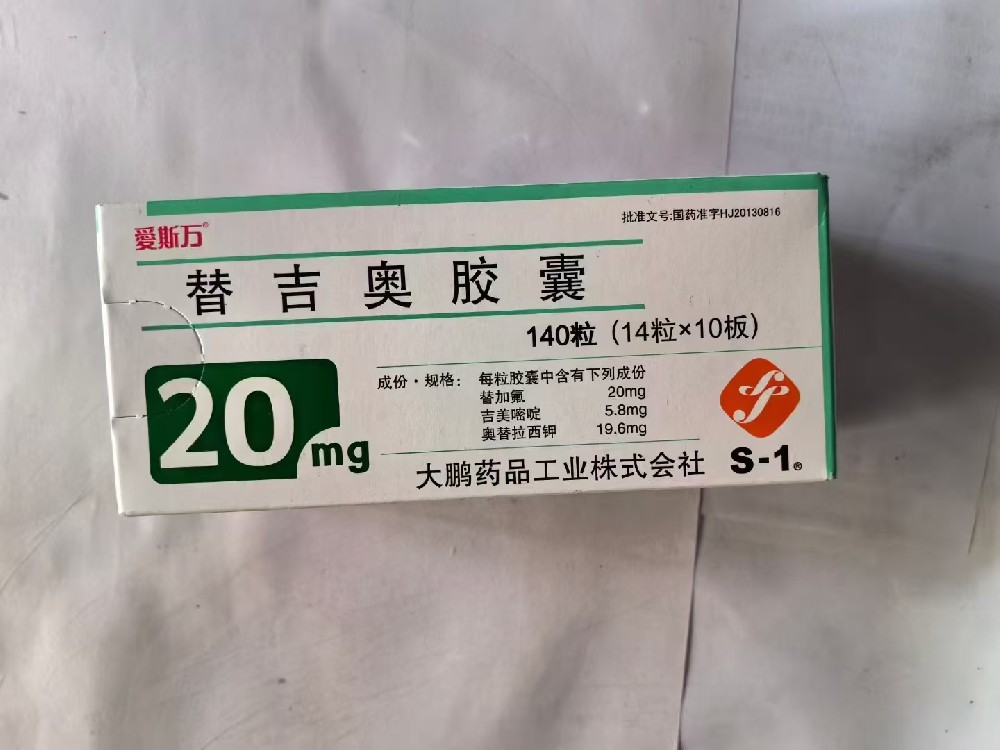 爱斯万®
批准文号:国药准字HJ20130816
替吉奥胶囊
140粒（14粒×10板）
20mg
成份·规格： 每粒胶囊中含有下列成份
替加氟 20mg
吉美嘧啶 5.8mg
奥替拉西钾 19.6mg
大鹏药品工业株式会社
S-1®